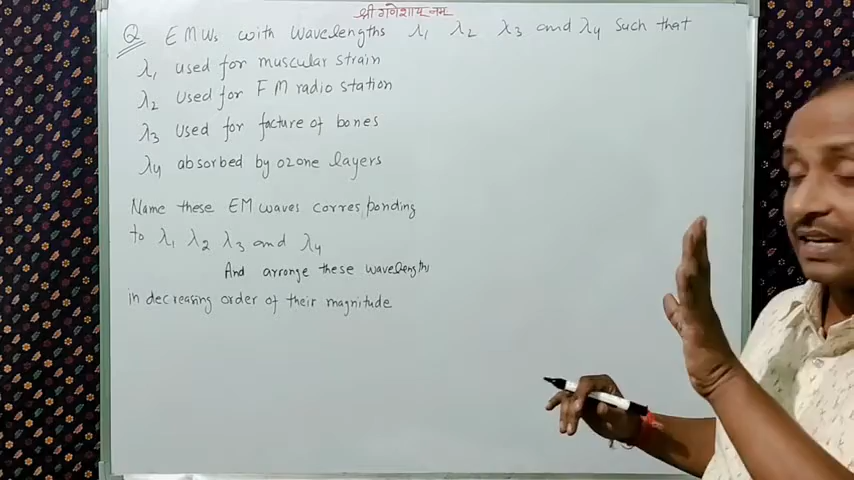 श्री गणेशाय नमः
Q EMWs with wavelengths λ1 λ2 λ3 and λ4 such that
λ1 used for muscular strain
λ2 used for FM radio station
λ3 used for facture of bones
λ4 absorbed by ozone layers
Name these EM waves corresponding
to λ1 λ2 λ3 and λ4
And arrange these wavelengths
in decreasing order of their magnitude